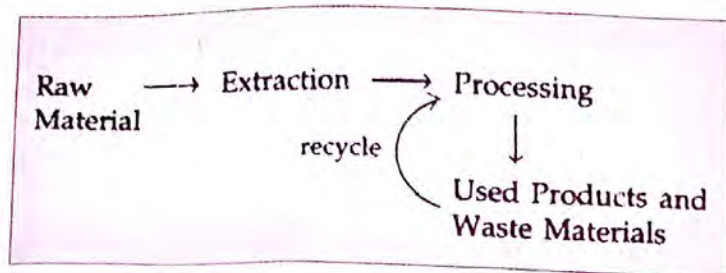 Raw Material → Extraction → Processing
recycle ↓
Used Products and
Waste Materials